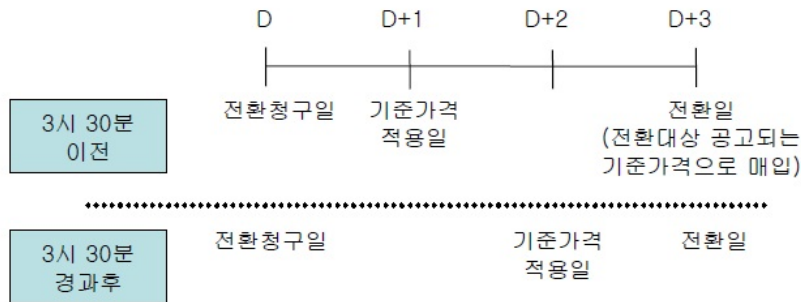 D D+1 D+2 D+3
3시 30분
이전
전환청구일 기준가격
적용일
전환일
(전환대상 공고되는
기준가격으로 매입)
3시 30분
경과후
전환청구일 기준가격
적용일
전환일